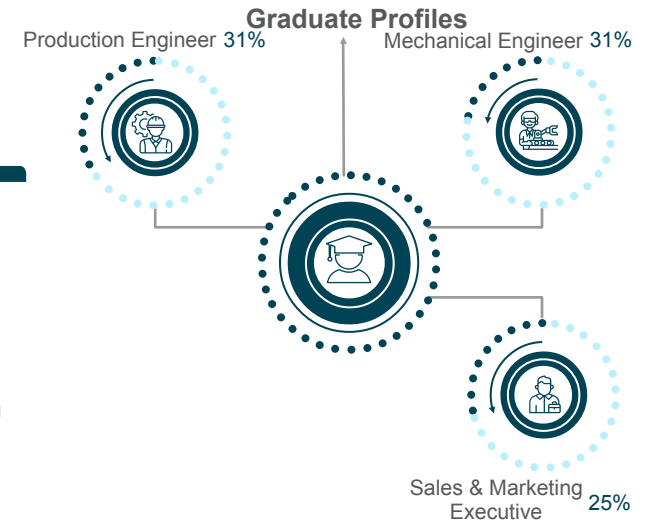 Graduate Profiles
Production Engineer 31%
Mechanical Engineer 31%
Sales & Marketing
Executive 25%